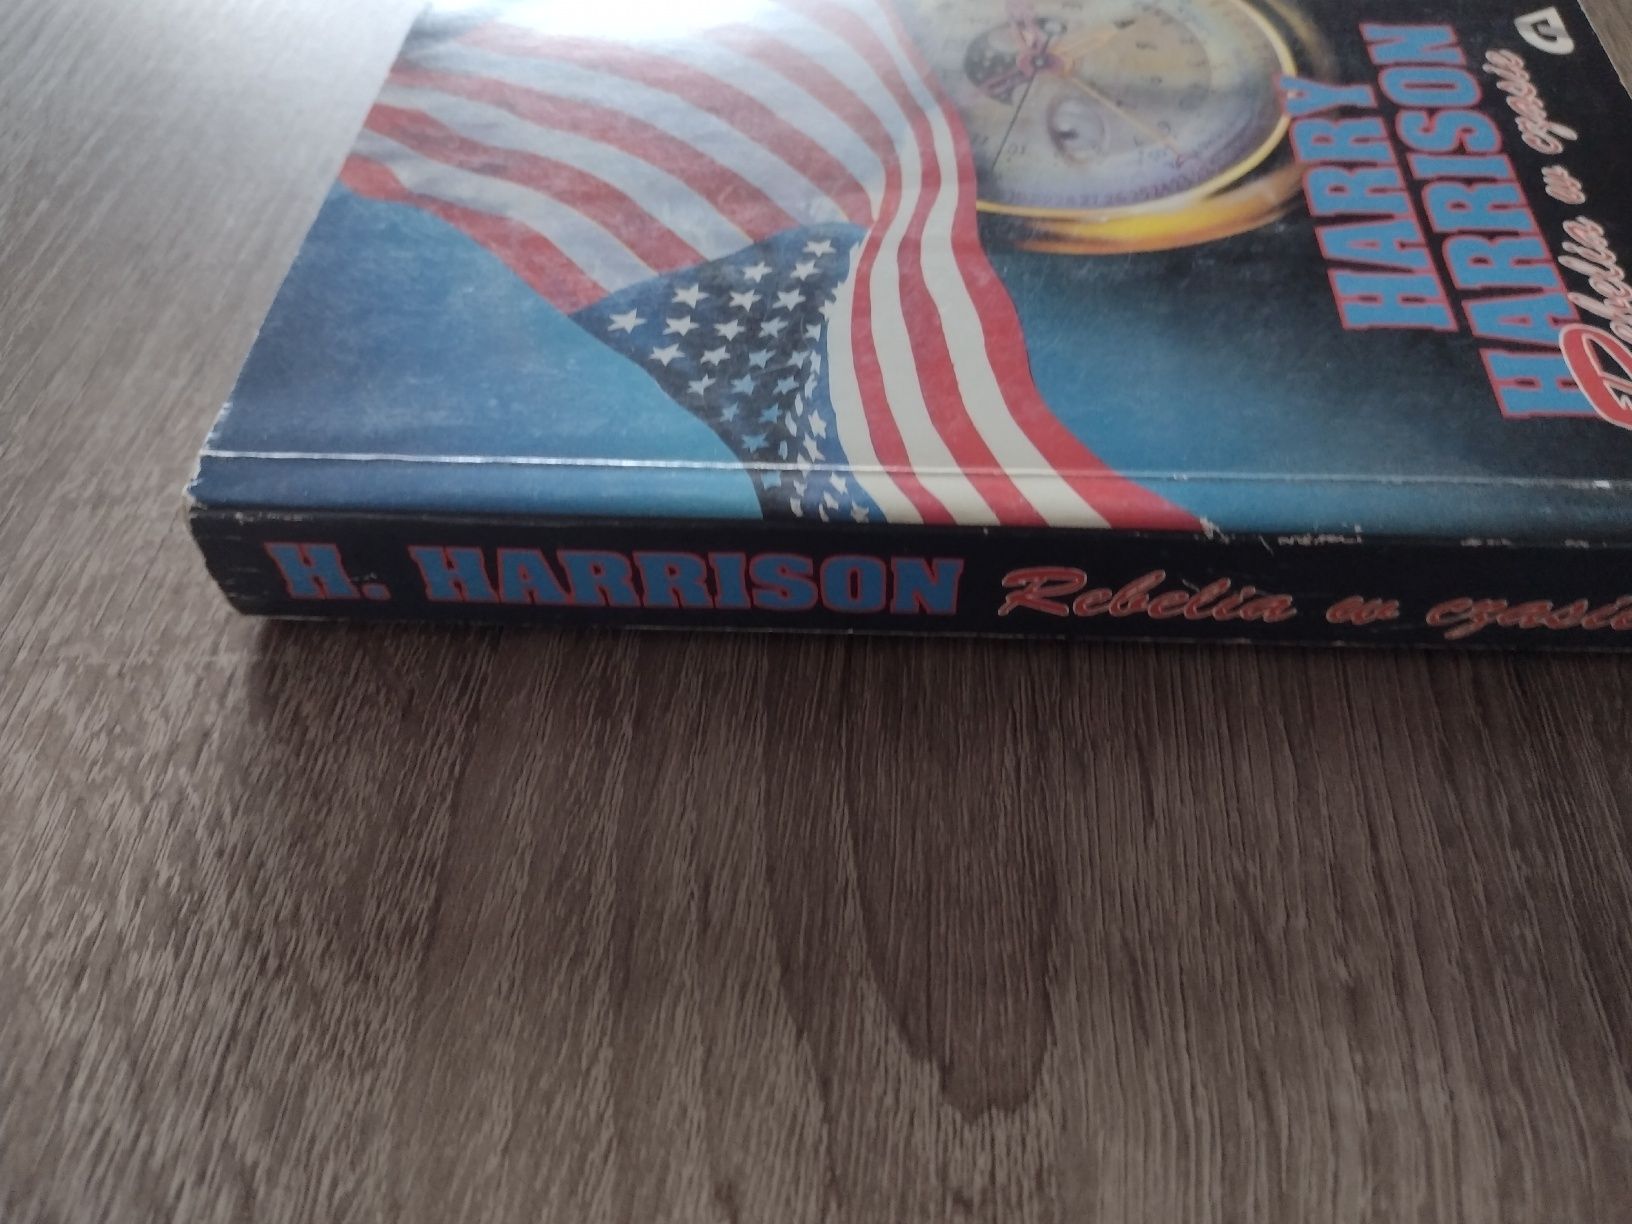 HARRY
HARRISON
Rebelia w czasie
H. HARRISON Rebelia w czasie